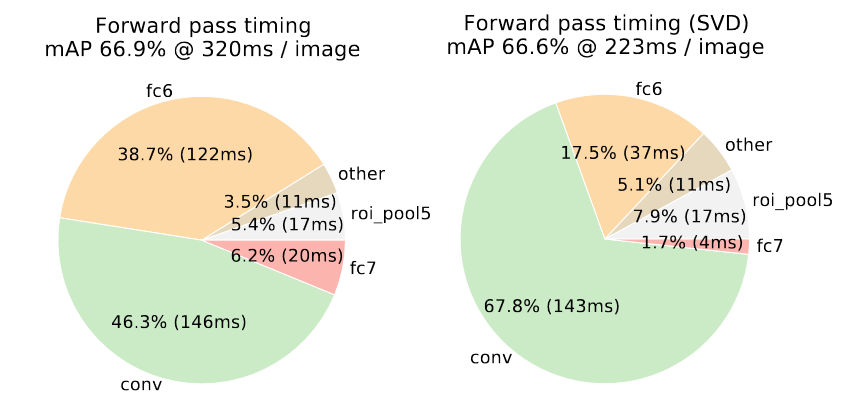 Forward pass timing
mAP 66.9% @ 320ms / image
fc6
38.7% (122ms)
other
3.5% (11ms)
roi_pool5
5.4% (17ms)
6.2% (20ms)
fc7
46.3% (146ms)
conv
Forward pass timing (SVD)
mAP 66.6% @ 223ms / image
fc6
17.5% (37ms)
other
5.1% (11ms)
roi_pool5
7.9% (17ms)
1.7% (4ms)
fc7
67.8% (143ms)
conv